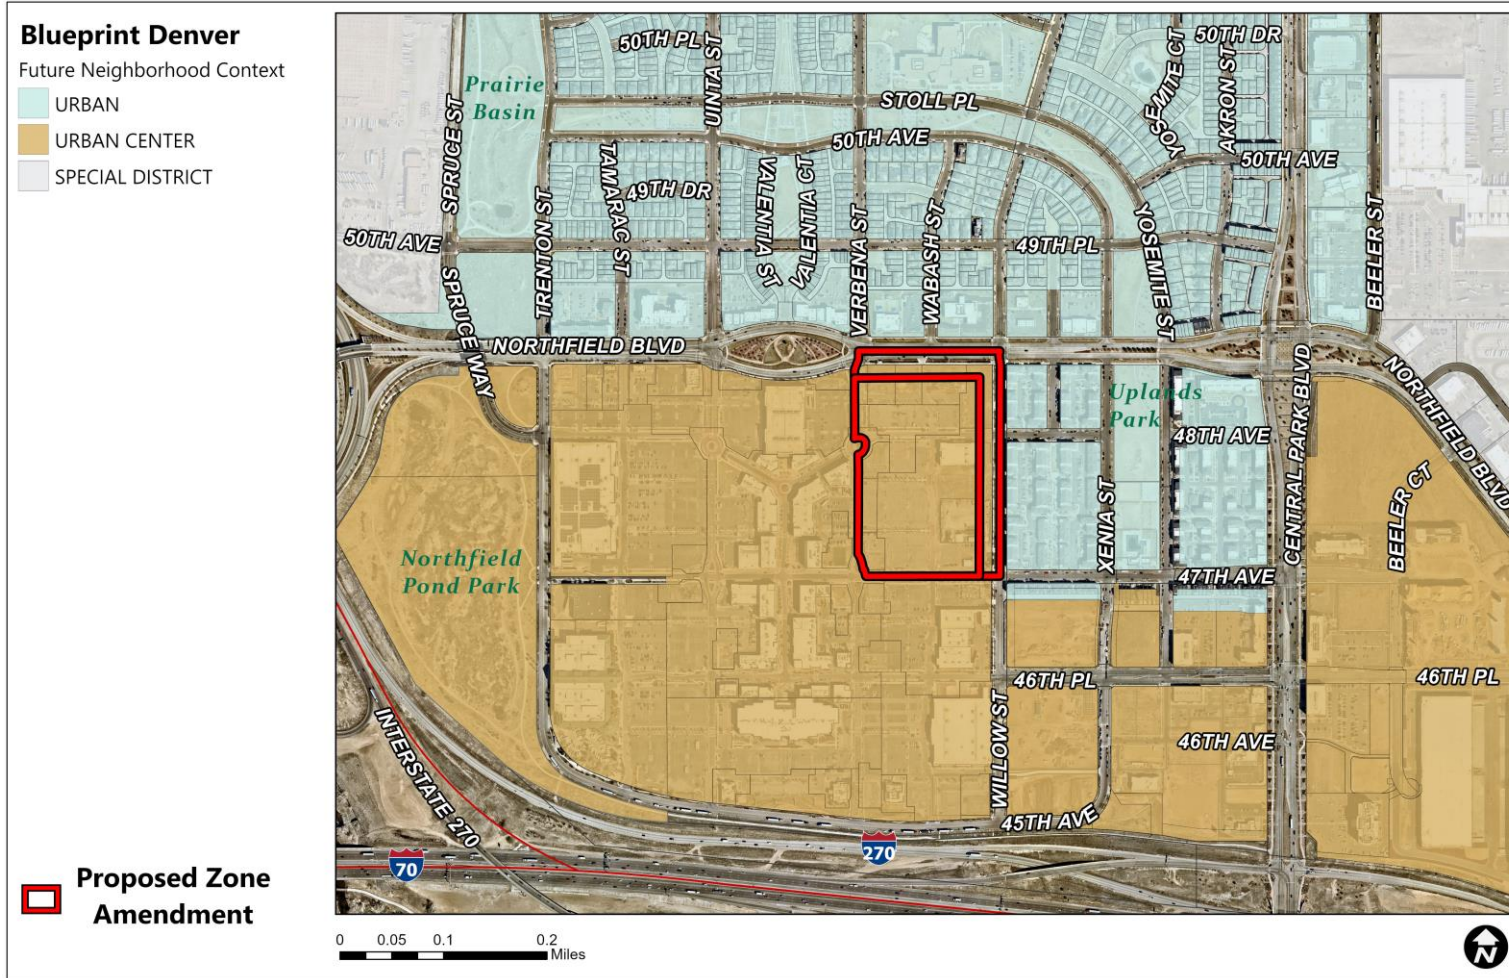 Blueprint Denver
Future Neighborhood Context
URBAN
URBAN CENTER
SPECIAL DISTRICT
Proposed Zone
Amendment
50TH PL
UINTA ST
YOSEMITE CT
50TH DR
AKRON ST
Prairie
Basin
SPRUCE ST
STOLL PL
50TH AVE
50TH AVE
TRENTON ST
TAMARAC ST
49TH DR
VALENTIA ST
VALENTIA CT
VERBENA ST
WABASH ST
49TH PL
YOSEMITE ST
BEELER ST
50TH AVE
SPRUCE WAY
NORTHFIELD BLVD
CENTRAL PARK BLVD
NORTHFIELD BLVD
Uplands
Park
48TH AVE
XENIA ST
BEELER CT
Northfield
Pond Park
47TH AVE
46TH PL
46TH PL
INTERSTATE 270
WILLOW ST
46TH AVE
45TH AVE
70
270
0 0.05 0.1 0.2
Miles
N